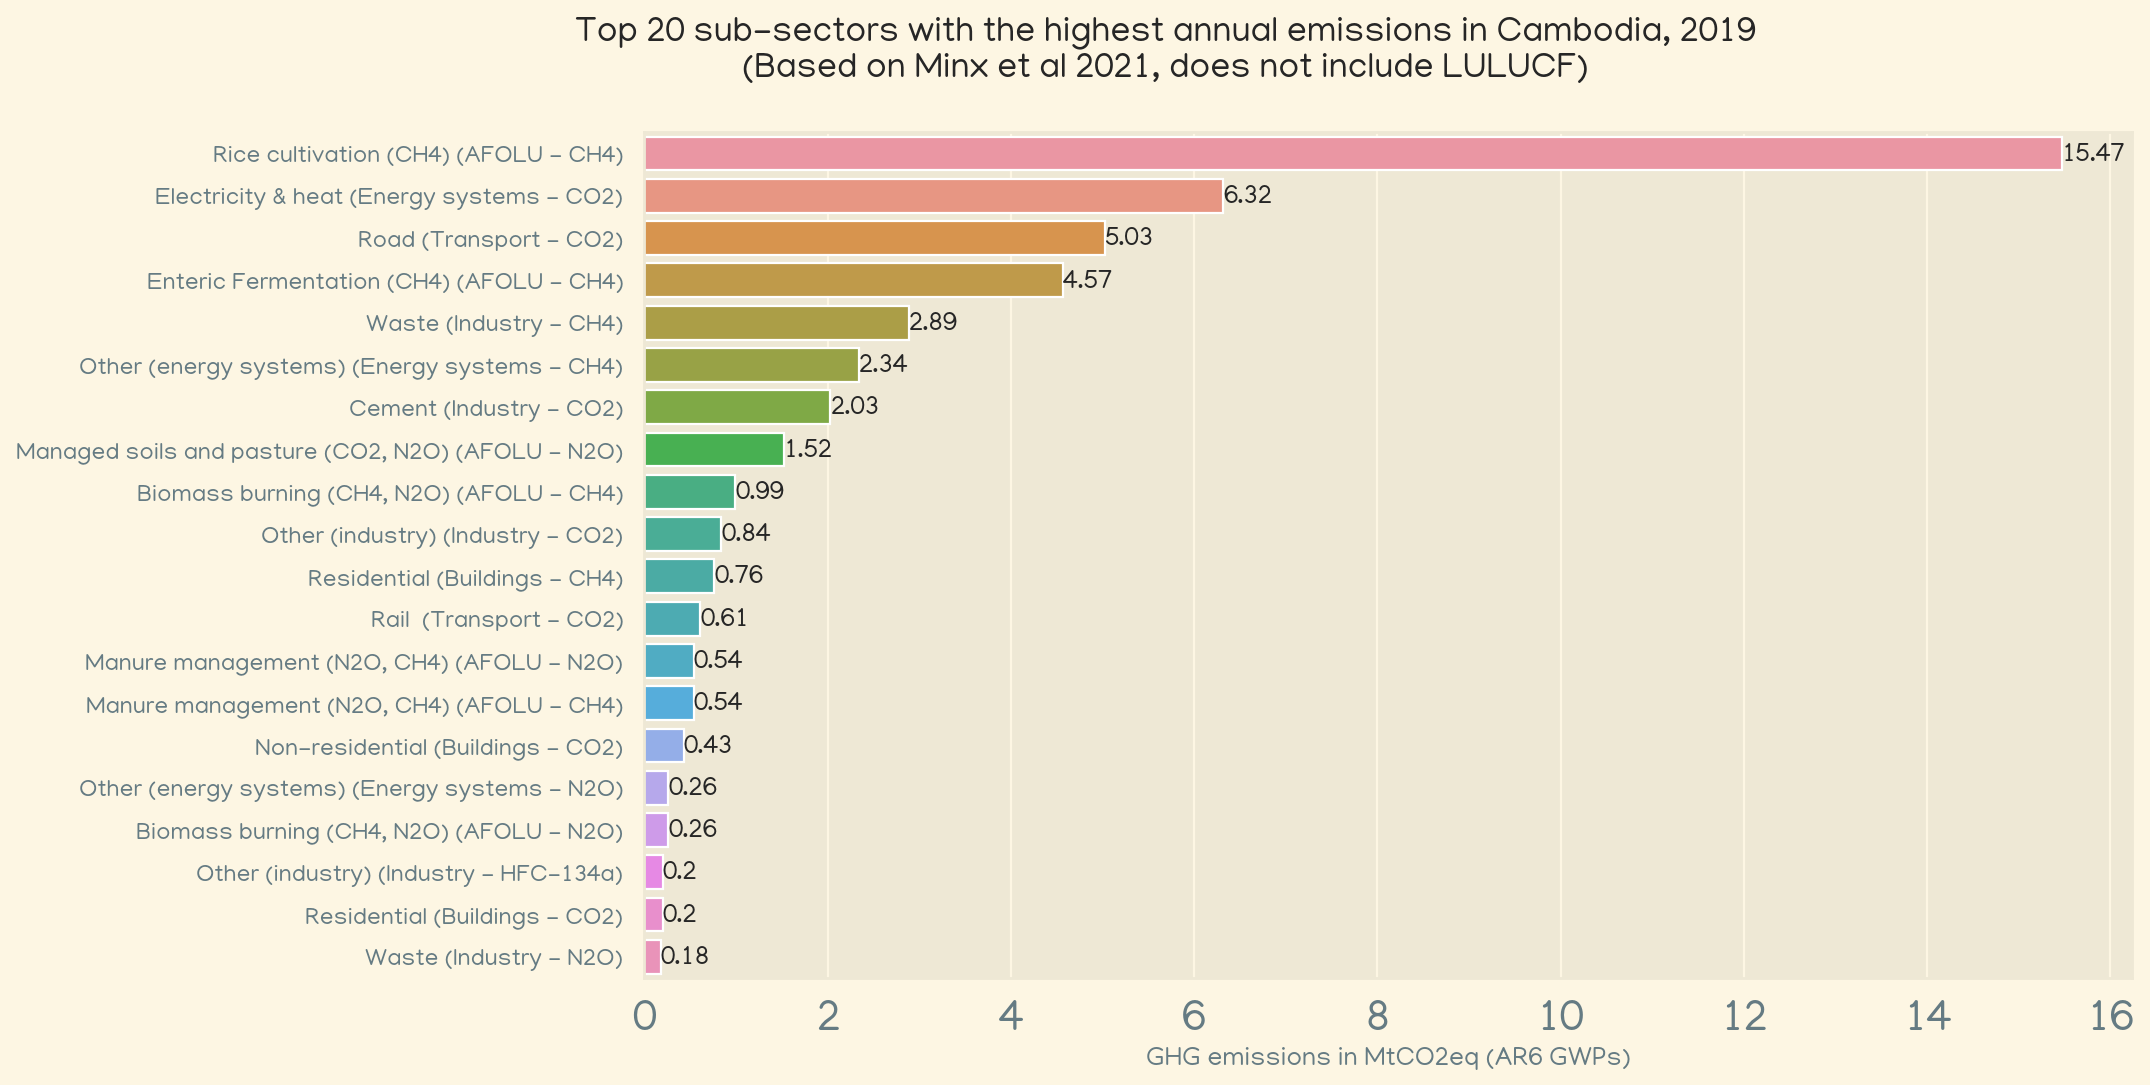 Top 20 sub-sectors with the highest annual emissions in Cambodia, 2019
(Based on Minx et al 2021, does not include LULUCF)
Rice cultivation (CH4) (AFOLU - CH4) 15.47
Electricity & heat (Energy systems - CO2) 6.32
Road (Transport - CO2) 5.03
Enteric Fermentation (CH4) (AFOLU - CH4) 4.57
Waste (Industry - CH4) 2.89
Other (energy systems) (Energy systems - CH4) 2.34
Cement (Industry - CO2) 2.03
Managed soils and pasture (CO2, N2O) (AFOLU - N2O) 1.52
Biomass burning (CH4, N2O) (AFOLU - CH4) 0.99
Other (industry) (Industry - CO2) 0.84
Residential (Buildings - CH4) 0.76
Rail  (Transport - CO2) 0.61
Manure management (N2O, CH4) (AFOLU - N2O) 0.54
Manure management (N2O, CH4) (AFOLU - CH4) 0.54
Non-residential (Buildings - CO2) 0.43
Other (energy systems) (Energy systems - N2O) 0.26
Biomass burning (CH4, N2O) (AFOLU - N2O) 0.26
Other (industry) (Industry - HFC-134a) 0.2
Residential (Buildings - CO2) 0.2
Waste (Industry - N2O) 0.18
0 2 4 6 8 10 12 14 16
GHG emissions in MtCO2eq (AR6 GWPs)